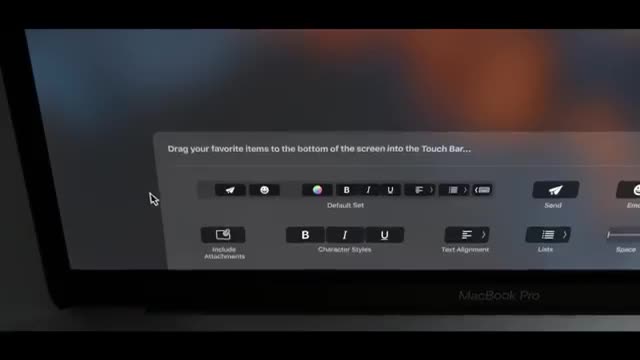 Drag your favorite items to the bottom of the screen into the Touch Bar...
B I U
Default Set
Send
Include
Attachments
B I U
Character Styles
Text Alignment
Lists
Space
MacBook Pro